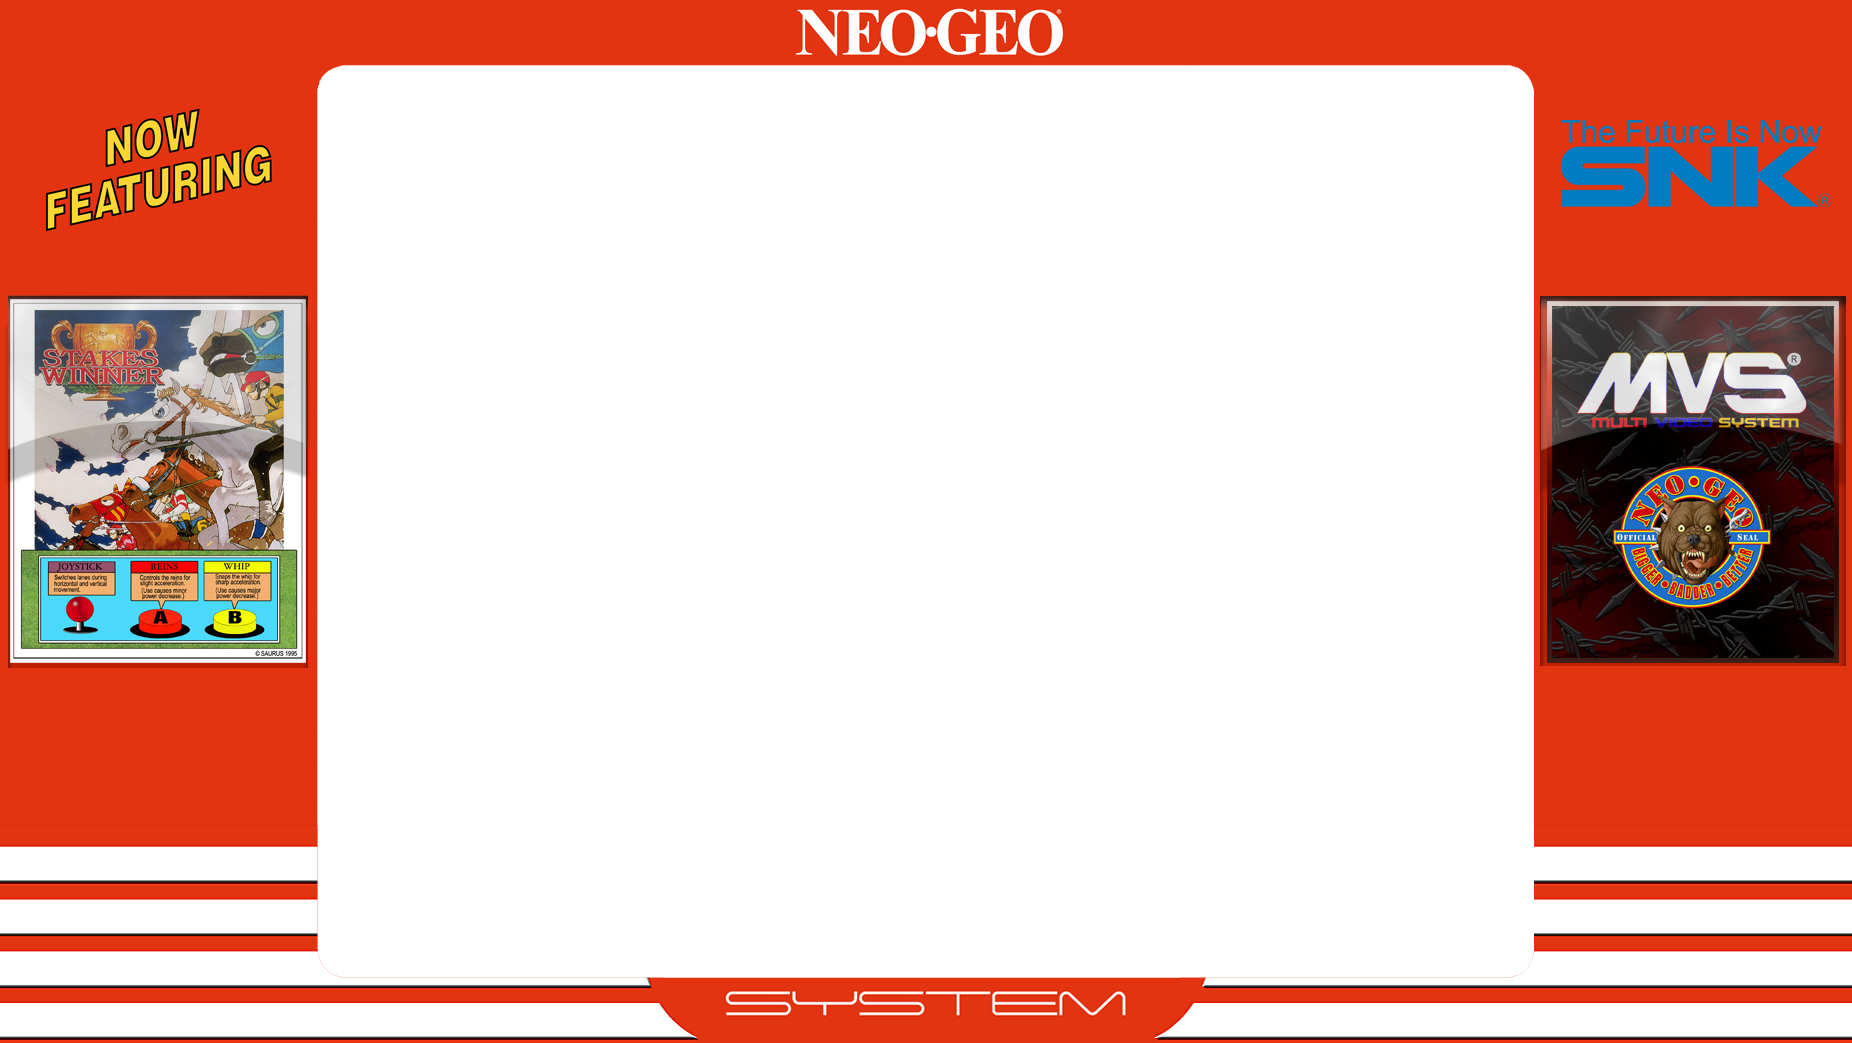 NEO•GEO®
NOW
FEATURING
The Future Is Now
SNK®
STAKES
WINNER
JOYSTICK
Switches lanes during
horizontal and vertical
movement.
REINS
Controls the reins for
slight acceleration.
(Use causes minor
power decrease.)
A
WHIP
Snaps the whip for
sharp acceleration.
(Use causes major
power decrease.)
B
© SAURUS 1995
MVS®
MULTI VIDEO SYSTEM
NEO•GEO
OFFICIAL SEAL
BIGGER•BADDER•BETTER
SYSTEM